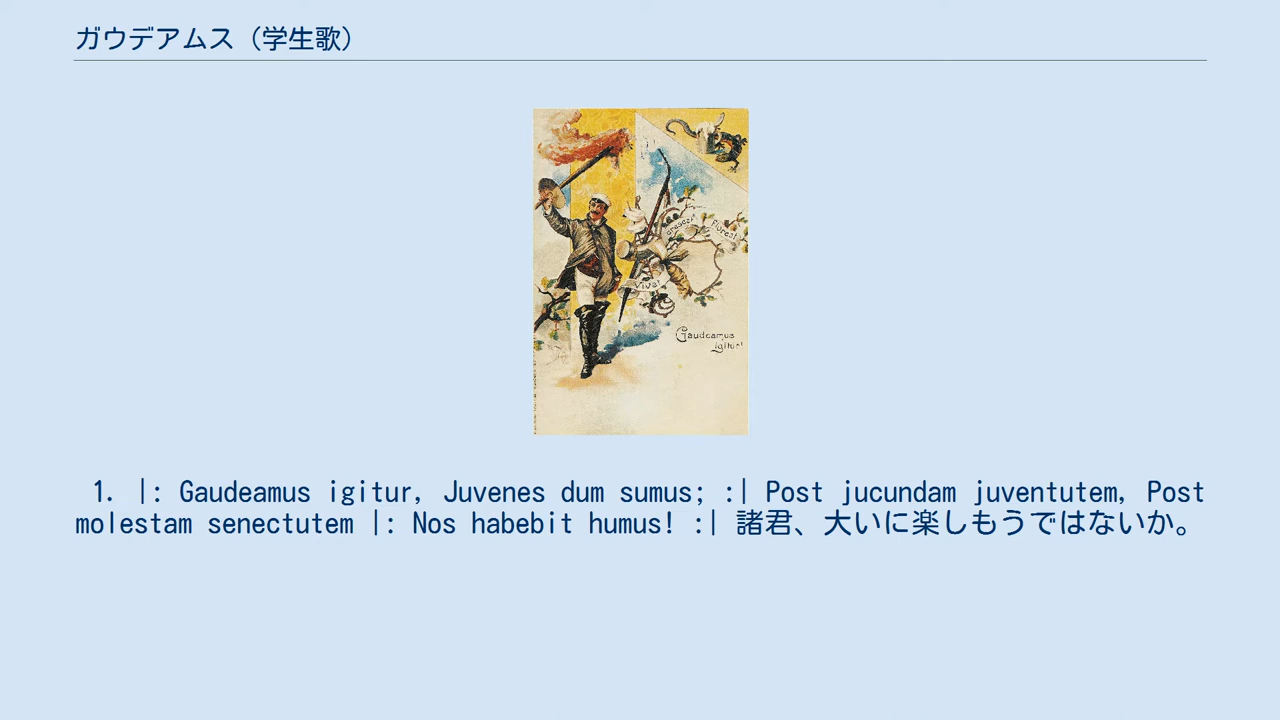 ガウデアムス（学生歌）
crescat
floreat
Vivat
Gaudeamus
igitur!
1. |: Gaudeamus igitur, Juvenes dum sumus; :| Post jucundam juventutem, Post
molestam senectutem |: Nos habebit humus! :| 諸君、大いに楽しもうではないか。